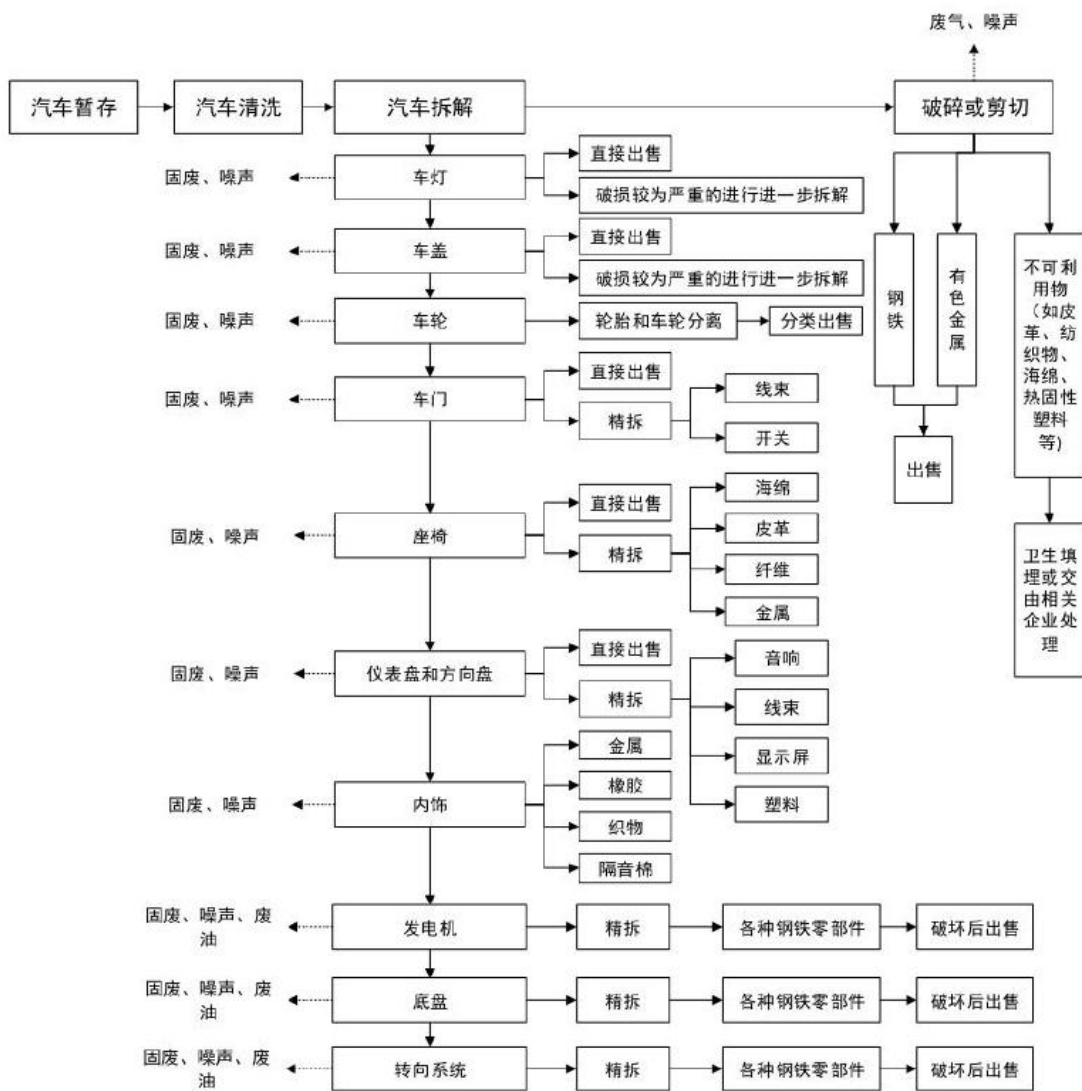 废气、噪声
汽车暂存
汽车清洗
汽车拆解
破碎或剪切
固废、噪声
车灯
直接出售
破损较为严重的进行进一步拆解
固废、噪声
车盖
直接出售
破损较为严重的进行进一步拆解
固废、噪声
车轮
轮胎和车轮分离
分类出售
固废、噪声
车门
直接出售
精拆
线束
开关
钢铁
有色金属
不可利
用物
（如皮
革、纺
织物、
海绵、
热固性
塑料
等)
出售
卫生填
埋或交
由相关
企业处
理
固废、噪声
座椅
直接出售
精拆
海绵
皮革
纤维
金属
固废、噪声
仪表盘和方向盘
直接出售
精拆
音响
线束
显示屏
塑料
固废、噪声
内饰
金属
橡胶
织物
隔音棉
固废、噪声、废
油
发电机
精拆
各种钢铁零部件
破坏后出售
固废、噪声、废
油
底盘
精拆
各种钢铁零部件
破坏后出售
固废、噪声、废
油
转向系统
精拆
各种钢铁零部件
破坏后出售